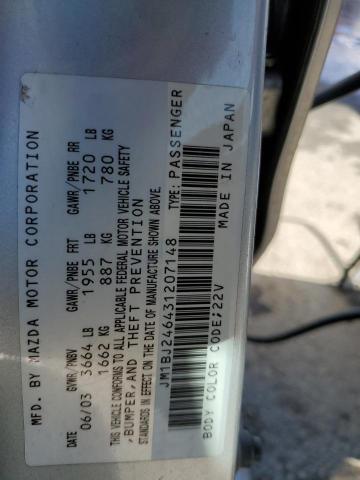 MFD. BY MAZDA MOTOR CORPORATION
DATE GVWR/PNBV GAWR/PNBE FRT GAWR/PNBE RR
06/03 3664 LB 1955 LB 1720 LB
1662 KG 887 KG 780 KG
THIS VEHICLE CONFORMS TO ALL APPLICABLE FEDERAL MOTOR VEHICLE SAFETY
,BUMPER,AND THEFT PREVENTION
STANDARDS IN EFFECT ON THE DATE OF MANUFACTURE SHOWN ABOVE.
JM1BJ246431207148 TYPE:PASSENGER
BODY COLOR CODE;22V MADE IN JAPAN